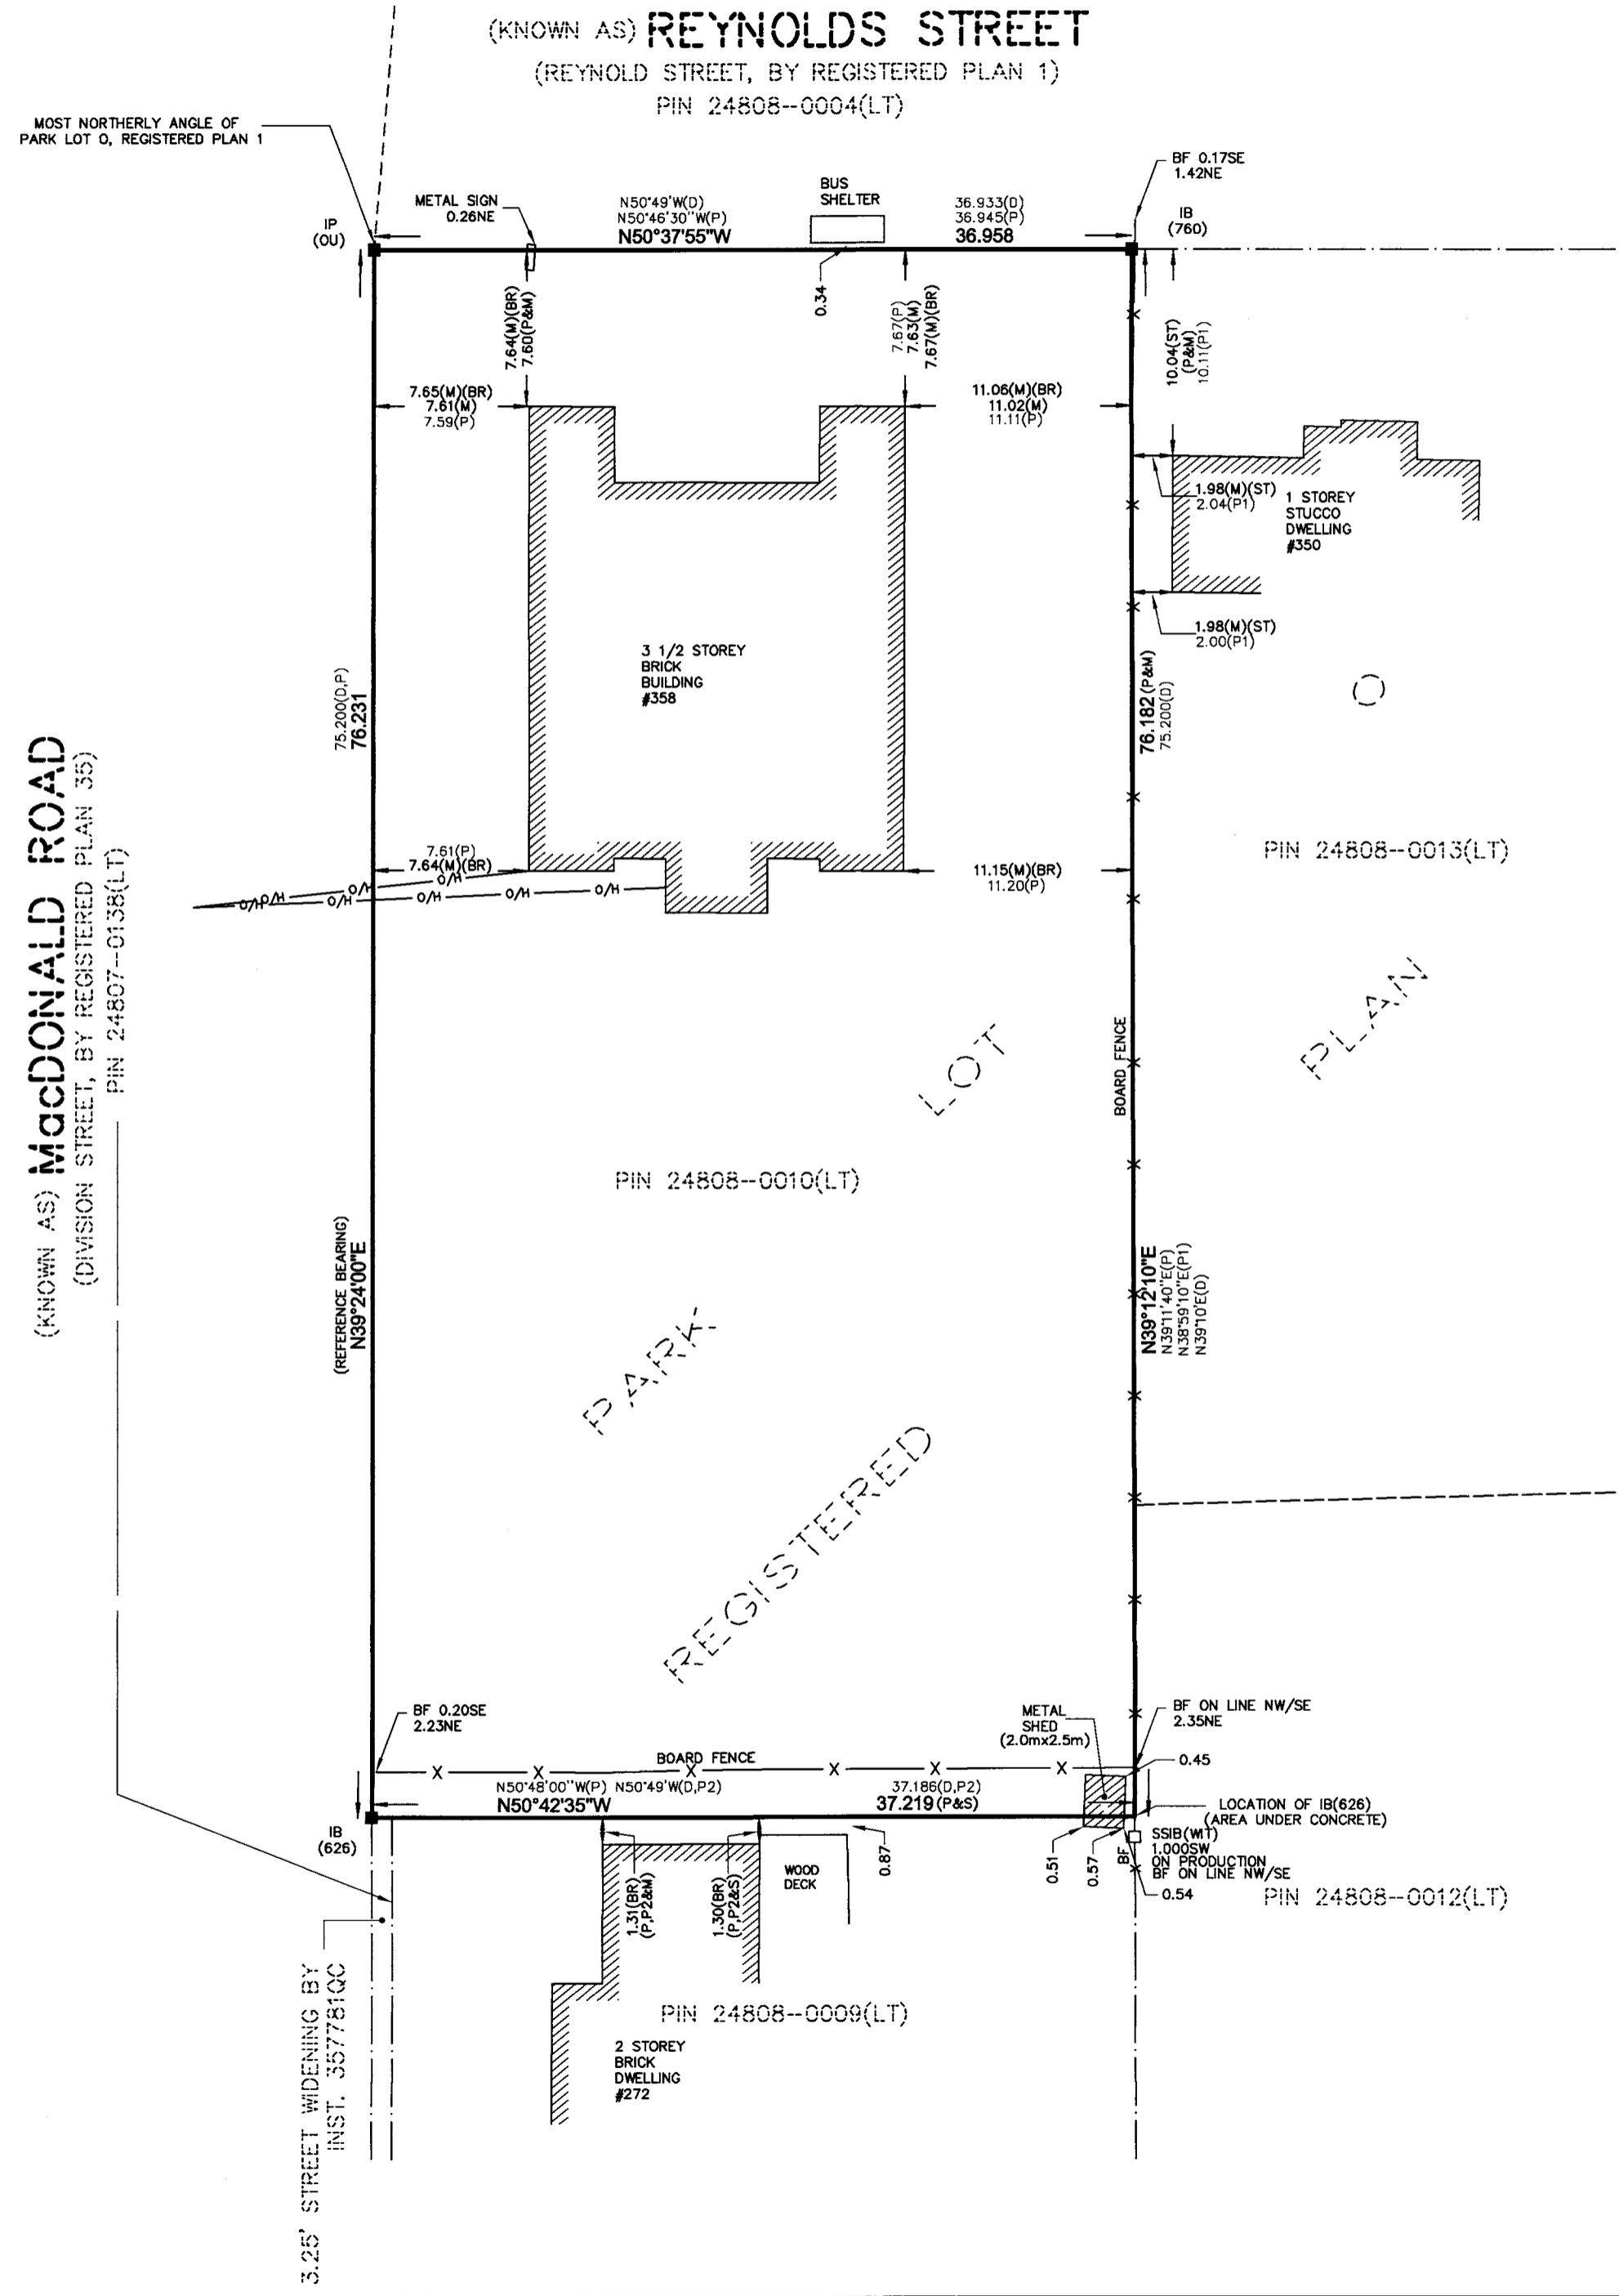 (KNOWN AS) REYNOLDS STREET
(REYNOLD STREET, BY REGISTERED PLAN 1)
PIN 24808--0004(LT)
MOST NORTHERLY ANGLE OF
PARK LOT O, REGISTERED PLAN 1
BF 0.17SE
1.42NE
METAL SIGN
0.26NE
N50°49'W(D)
N50°46'30''W(P)
N50°37'55"W
BUS
SHELTER
36.933(D)
36.945(P)
36.958
IP
(OU)
IB
(760)
0.34
7.64(M)(BR)
7.60(P&M)
7.67(P)
7.63(M)
7.67(M)(BR)
10.04(ST)
(P&M)
10.11(P1)
7.65(M)(BR)
7.61(M)
7.59(P)
11.06(M)(BR)
11.02(M)
11.11(P)
1.98(M)(ST)
2.04(P1)
1 STOREY
STUCCO
DWELLING
#350
1.98(M)(ST)
2.00(P1)
3 1/2 STOREY
BRICK
BUILDING
#358
75.200(D,P)
76.231
76.182(P&M)
75.200(D)
O
(KNOWN AS) MacDONALD ROAD
(DIVISION STREET, BY REGISTERED PLAN 35)
PIN 24807--0138(LT)
7.61(P)
7.64(M)(BR)
11.15(M)(BR)
11.20(P)
O/H O/H O/H
O/H O/H O/H O/H O/H
PIN 24808--0013(LT)
PLAN
LOT
BOARD FENCE
PIN 24808--0010(LT)
(REFERENCE BEARING)
N39°24'00"E
N39°12'10"E
N39°11'40''E(P)
N38°59'10''E(P1)
N39°10'E(D)
PARK
REGISTERED
BF 0.20SE
2.23NE
METAL
SHED
(2.0mx2.5m)
BF ON LINE NW/SE
2.35NE
BOARD FENCE
0.45
N50°48'00''W(P) N50°49'W(D,P2)
N50°42'35"W
37.186(D,P2)
37.219(P&S)
LOCATION OF IB(626)
(AREA UNDER CONCRETE)
IB
(626)
SSIB(WIT)
1.000SW
ON PRODUCTION
BF ON LINE NW/SE
BF
0.51
0.57
0.54
0.87
1.31(BR)
(P,P2&M)
1.30(BR)
(P,P2&S)
WOOD
DECK
PIN 24808--0012(LT)
PIN 24808--0009(LT)
2 STOREY
BRICK
DWELLING
#272
3.25' STREET WIDENING BY
INST. 357781QC